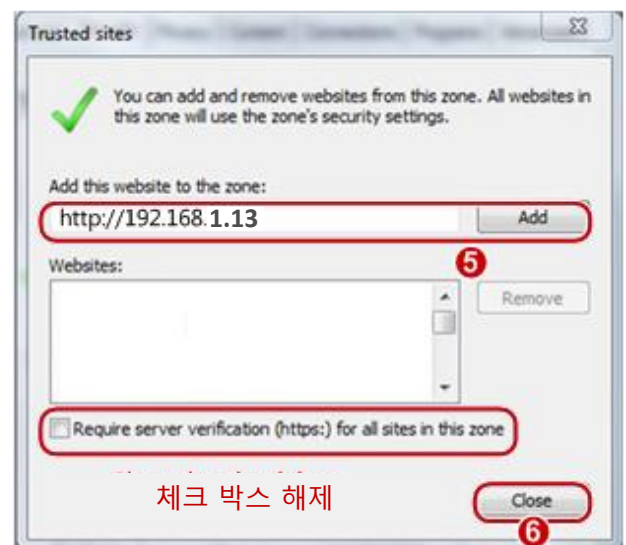 Trusted sites
You can add and remove websites from this zone. All websites in
this zone will use the zone's security settings.
Add this website to the zone:
http://192.168.1.13 Add
5
Websites:
Remove
Require server verification (https:) for all sites in this zone
체크 박스 해제
Close
6